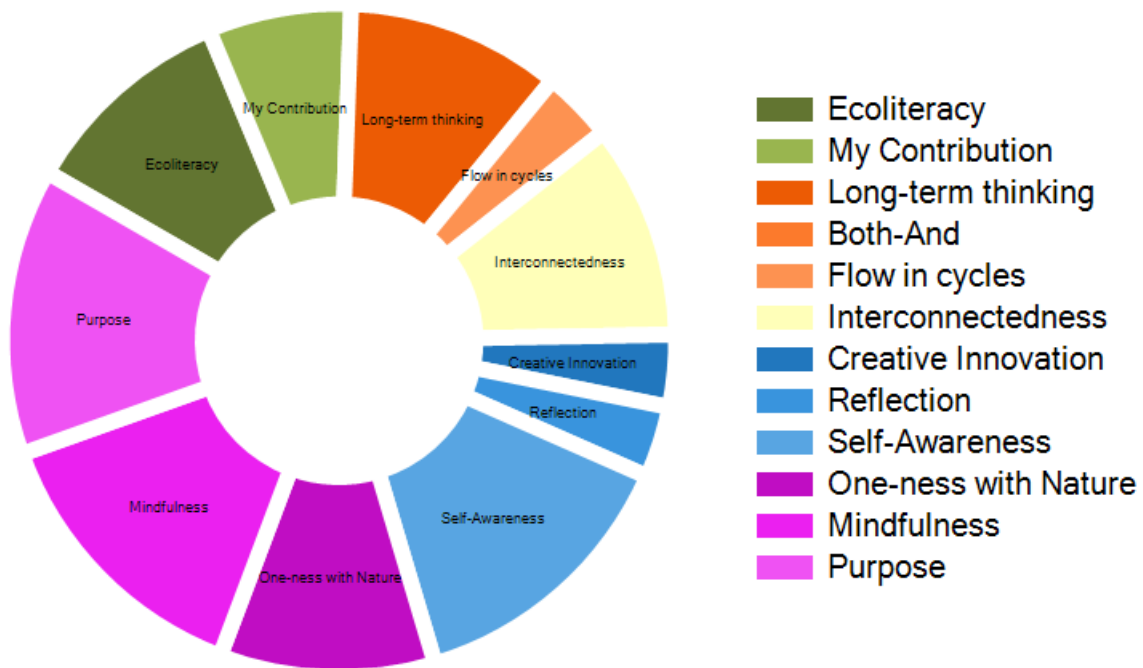 My Contribution
Long-term thinking
Ecoliteracy
Flow in cycles
Interconnectedness
Purpose
Creative Innovation
Reflection
Mindfulness
Self-Awareness
One-ness with Nature
Ecoliteracy
My Contribution
Long-term thinking
Both-And
Flow in cycles
Interconnectedness
Creative Innovation
Reflection
Self-Awareness
One-ness with Nature
Mindfulness
Purpose